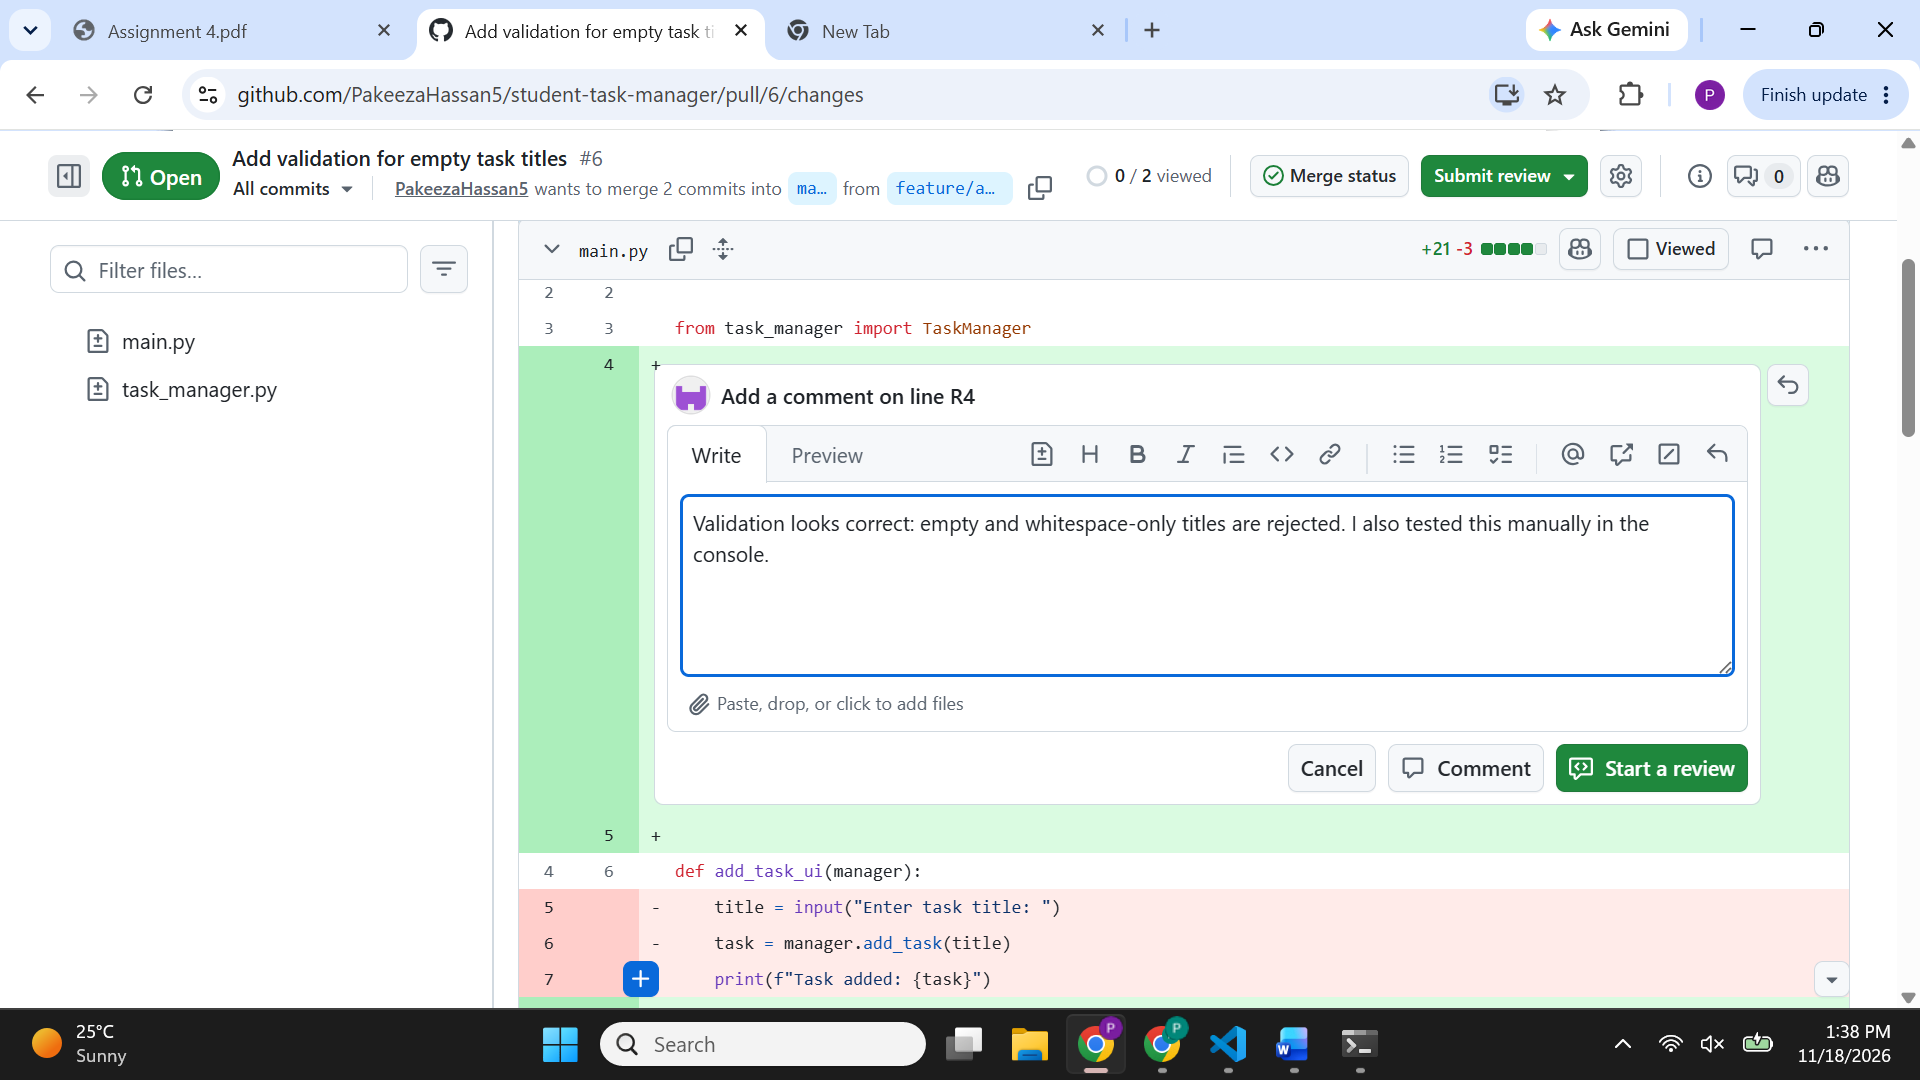 Assignment 4.pdf
Add validation for empty task ti
New Tab
Ask Gemini
github.com/PakeezaHassan5/student-task-manager/pull/6/changes
P
Finish update
Open
Add validation for empty task titles #6
All commits
PakeezaHassan5 wants to merge 2 commits into ma... from feature/a...
0 / 2 viewed
Merge status
Submit review
0
Filter files...
main.py
task_manager.py
main.py
+21 -3
Viewed
2 2
3 3 from task_manager import TaskManager
4 +
Add a comment on line R4
Write
Preview
Validation looks correct: empty and whitespace-only titles are rejected. I also tested this manually in the
console.
Paste, drop, or click to add files
Cancel
Comment
Start a review
5 +
4 6 def add_task_ui(manager):
5 - title = input("Enter task title: ")
6 - task = manager.add_task(title)
7 - print(f"Task added: {task}")
25°C
Sunny
Search
P
P
1:38 PM
11/18/2026